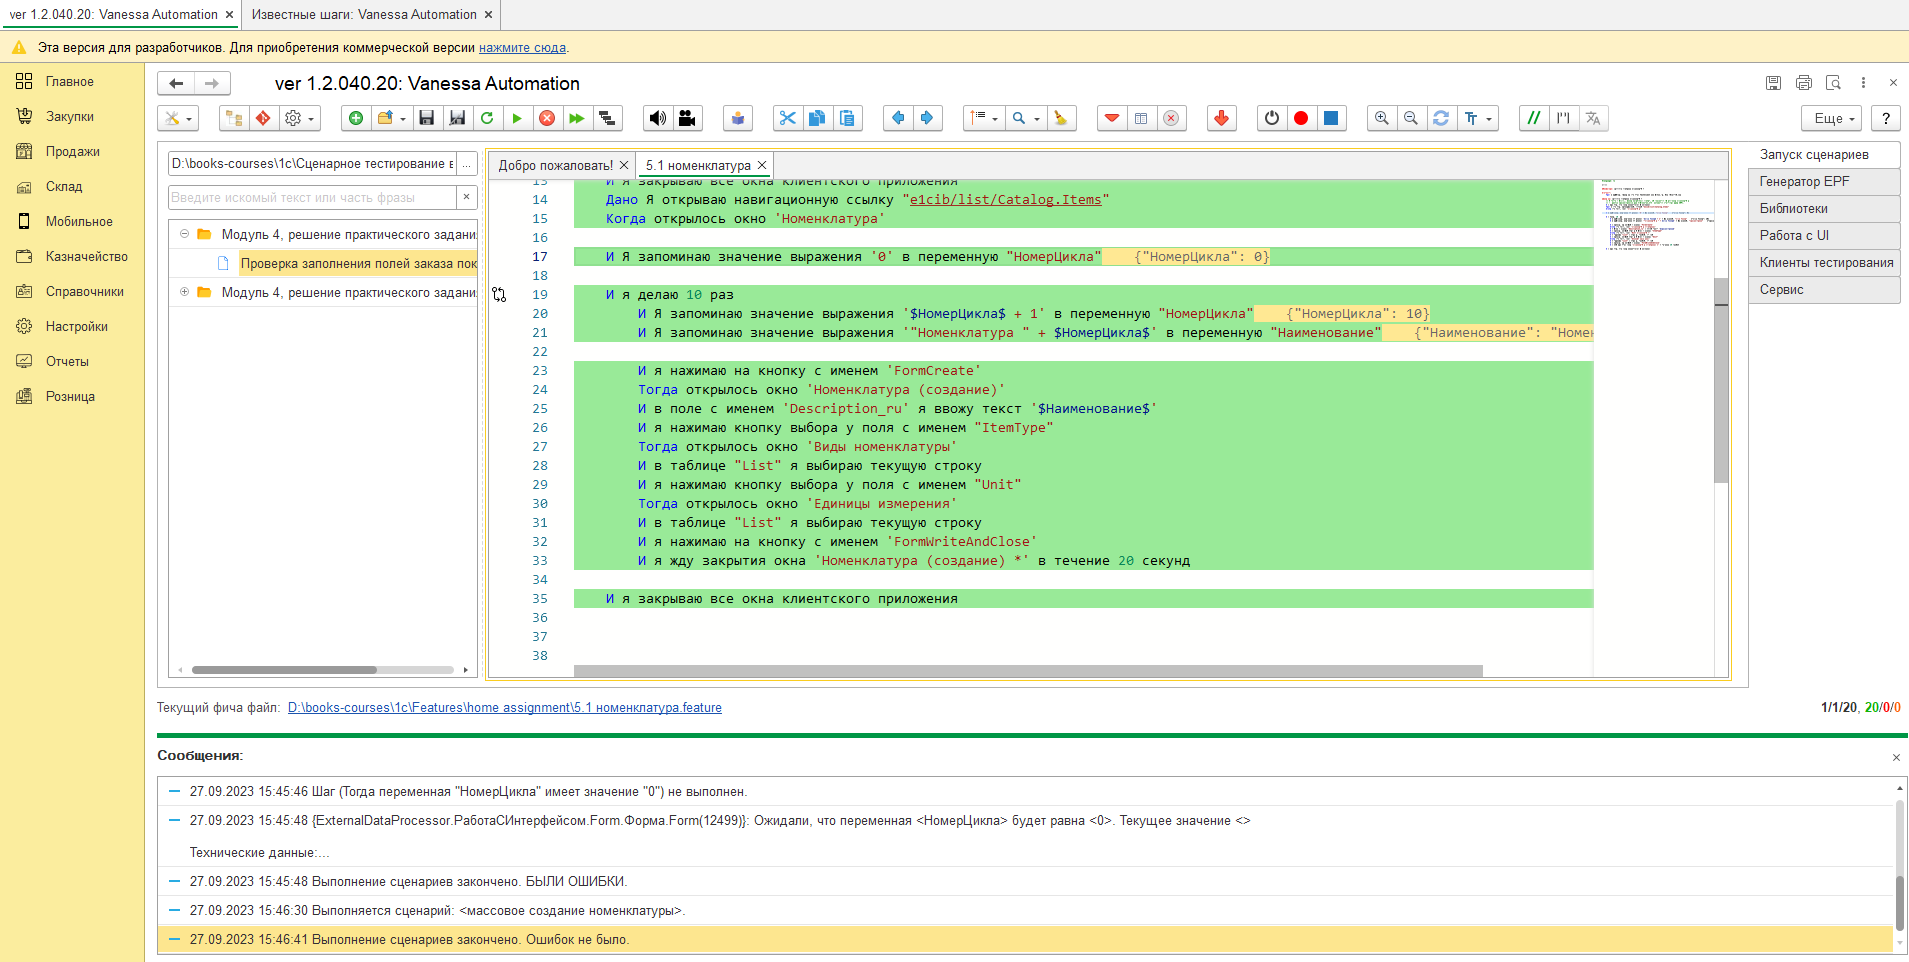 ver 1.2.040.20: Vanessa Automation
Известные шаги: Vanessa Automation
Эта версия для разработчиков. Для приобретения коммерческой версии нажмите сюда.
Главное
Закупки
Продажи
Склад
Мобильное
Казначейство
Справочники
Настройки
Отчеты
Розница
ver 1.2.040.20: Vanessa Automation
Еще
?
D:\books-courses\1c\Сценарное тестирование в
...
Введите искомый текст или часть фразы
Модуль 4, решение практического задани
Проверка заполнения полей заказа пок
Модуль 4, решение практического задани
Добро пожаловать!
5.1 номенклатура
13 И я закрываю все окна клиентского приложения
14 Дано Я открываю навигационную ссылку "e1cib/list/Catalog.Items"
15 Когда открылось окно 'Номенклатура'
16
17 И Я запоминаю значение выражения '0' в переменную "НомерЦикла" {"НомерЦикла": 0}
18
19 И я делаю 10 раз
20 И Я запоминаю значение выражения '$НомерЦикла$ + 1' в переменную "НомерЦикла" {"НомерЦикла": 10}
21 И Я запоминаю значение выражения '"Номенклатура " + $НомерЦикла$' в переменную "Наименование" {"Наименование": "Номен
22
23 И я нажимаю на кнопку с именем 'FormCreate'
24 Тогда открылось окно 'Номенклатура (создание)'
25 И в поле с именем 'Description_ru' я ввожу текст '$Наименование$'
26 И я нажимаю кнопку выбора у поля с именем "ItemType"
27 Тогда открылось окно 'Виды номенклатуры'
28 И в таблице "List" я выбираю текущую строку
29 И я нажимаю кнопку выбора у поля с именем "Unit"
30 Тогда открылось окно 'Единицы измерения'
31 И в таблице "List" я выбираю текущую строку
32 И я нажимаю на кнопку с именем 'FormWriteAndClose'
33 И я жду закрытия окна 'Номенклатура (создание) *' в течение 20 секунд
34
35 И я закрываю все окна клиентского приложения
36
37
38
Запуск сценариев
Генератор EPF
Библиотеки
Работа с UI
Клиенты тестирования
Сервис
Текущий фича файл: D:\books-courses\1c\Features\home assignment\5.1 номенклатура.feature
1/1/20, 20/0/0
Сообщения:
27.09.2023 15:45:46 Шаг (Тогда переменная "НомерЦикла" имеет значение "0") не выполнен.
27.09.2023 15:45:48 {ExternalDataProcessor.РаботаСИнтерфейсом.Form.Форма.Form(12499)}: Ожидали, что переменная <НомерЦикла> будет равна <0>. Текущее значение <>
Технические данные:...
27.09.2023 15:45:48 Выполнение сценариев закончено. БЫЛИ ОШИБКИ.
27.09.2023 15:46:30 Выполняется сценарий: <массовое создание номенклатуры>.
27.09.2023 15:46:41 Выполнение сценариев закончено. Ошибок не было.